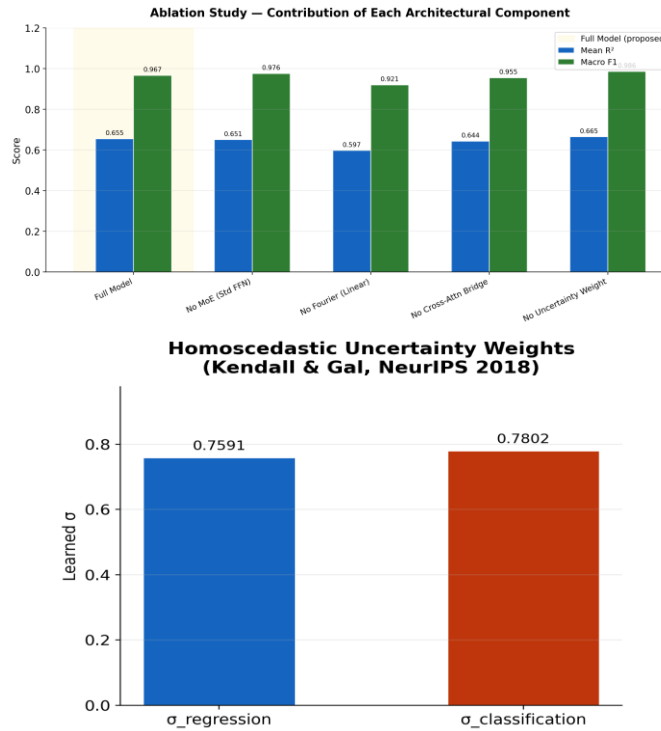 Ablation Study — Contribution of Each Architectural Component
1.2
1.0
0.8
0.6
0.4
0.2
0.0
Score
Full Model (proposed
Mean R²
Macro F1
0.655
0.967
0.651
0.976
0.597
0.921
0.644
0.955
0.665
Full Model
No MoE (Std FFN)
No Fourier (Linear)
No Cross-Attn Bridge
No Uncertainty Weight
Homoscedastic Uncertainty Weights
(Kendall & Gal, NeurIPS 2018)
0.8
0.6
0.4
0.2
0.0
Learned σ
0.7591
0.7802
σ_regression
σ_classification